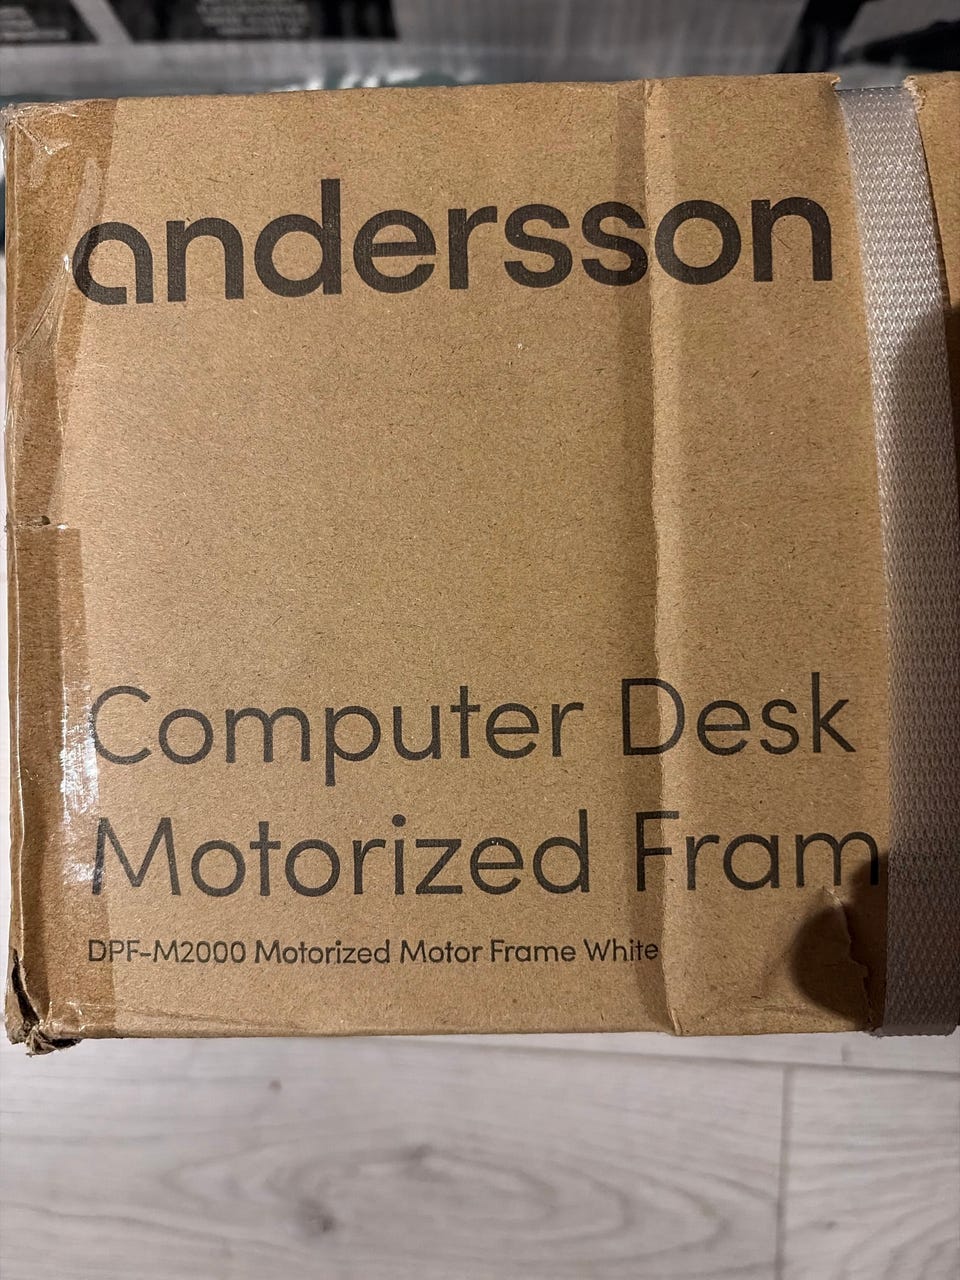 andersson
Computer Desk
Motorized Fram
DPF-M2000 Motorized Motor Frame White